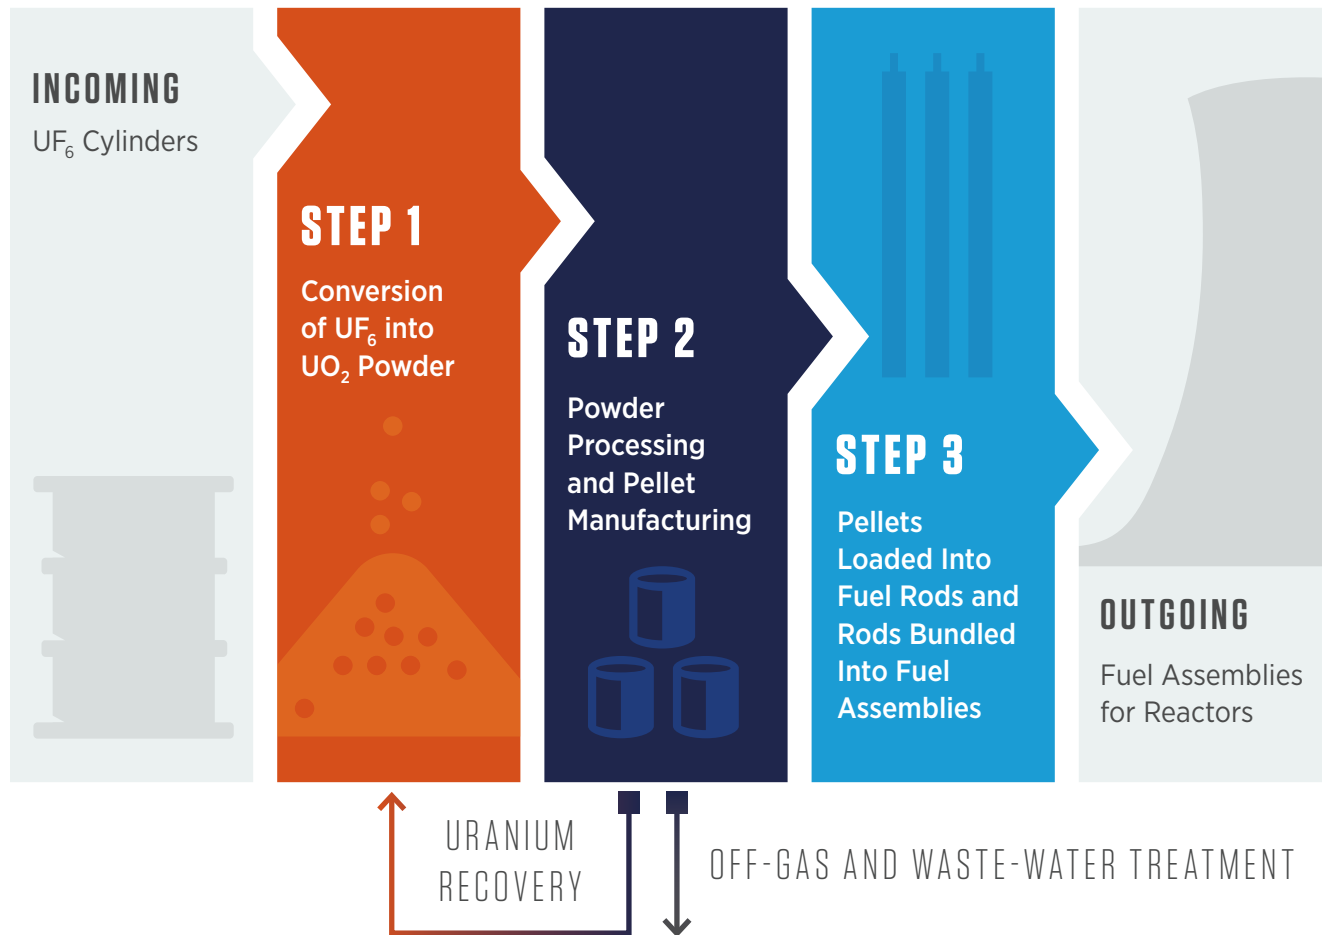 INCOMING
UF₆ Cylinders
STEP 1
Conversion
of UF₆ into
UO₂ Powder
STEP 2
Powder
Processing
and Pellet
Manufacturing
STEP 3
Pellets
Loaded Into
Fuel Rods and
Rods Bundled
Into Fuel
Assemblies
OUTGOING
Fuel Assemblies
for Reactors
URANIUM
RECOVERY
OFF-GAS AND WASTE-WATER TREATMENT